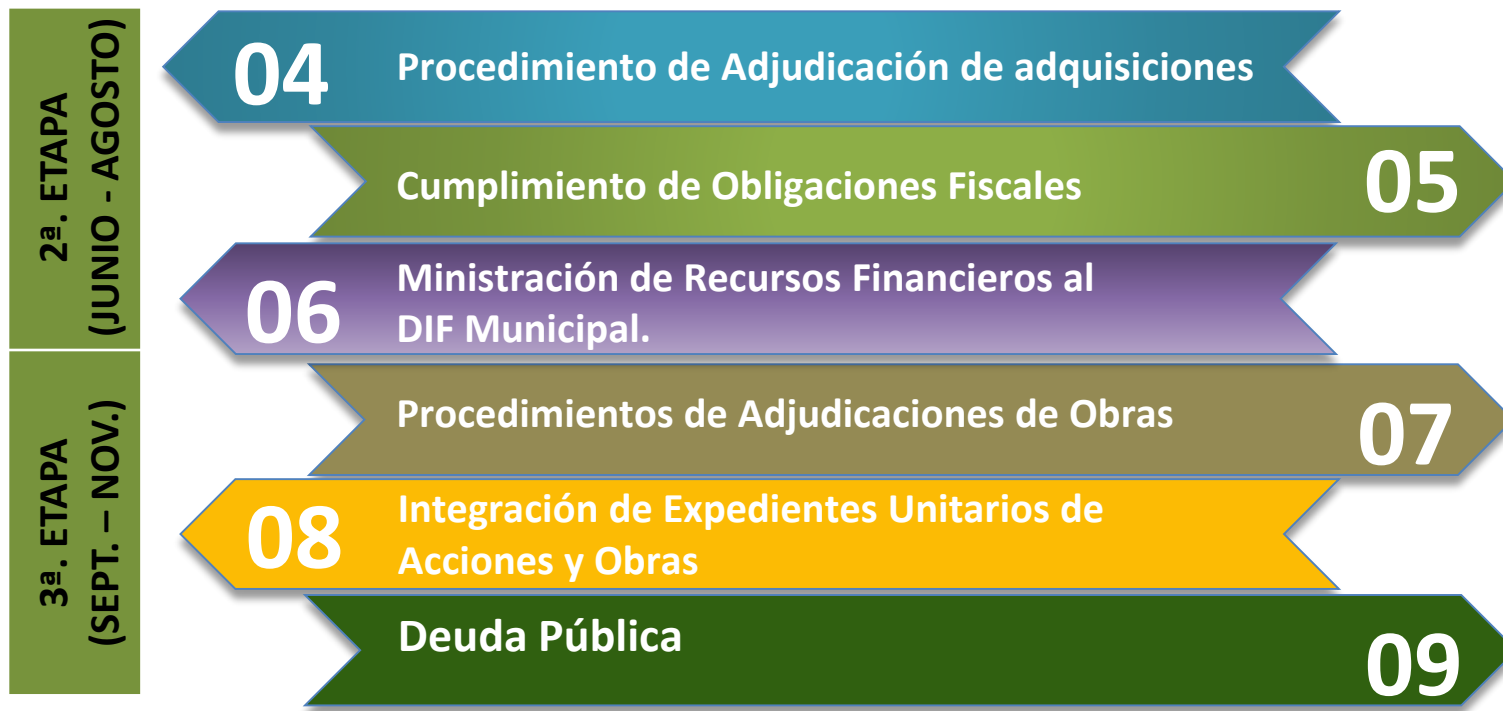 2ª. ETAPA
(JUNIO - AGOSTO)
04
Procedimiento de Adjudicación de adquisiciones
Cumplimiento de Obligaciones Fiscales
05
06
Ministración de Recursos Financieros al
DIF Municipal.
3ª. ETAPA
(SEPT. – NOV.)
Procedimientos de Adjudicaciones de Obras
07
08
Integración de Expedientes Unitarios de
Acciones y Obras
Deuda Pública
09